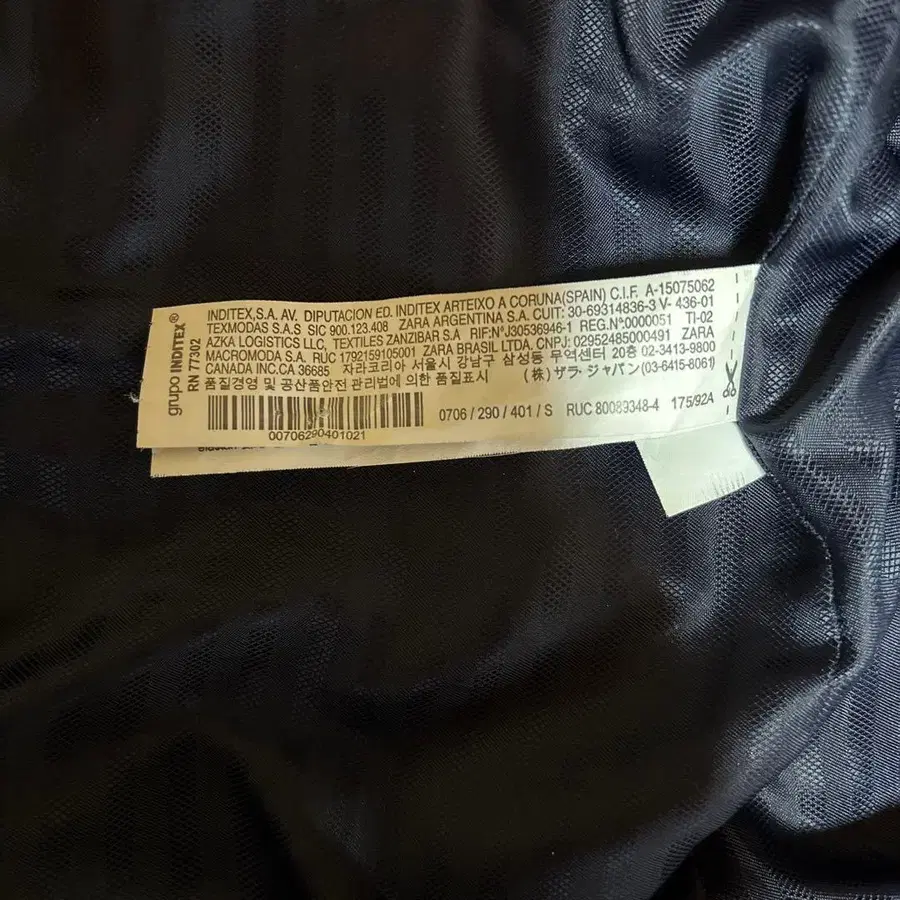 grupo INDITEX®
RN 77302
INDITEX,S.A. AV. DIPUTACION ED. INDITEX ARTEIXO A CORUNA(SPAIN) C.I.F. A-15075062
TEXMODAS S.A.S SIC 900.123.408 ZARA ARGENTINA S.A. CUIT: 30-69314836-3 V- 436-01
AZKA LOGISTICS LLC, TEXTILES ZANZIBAR S.A RIF:N°J30536946-1 REG.N°:0000051 TI-02
MACROMODA S.A. RÚC 1792159105001 ZARA BRASIL LTDA. CNPJ: 02952485000491 ZARA
CANADA INC.CA 36685 자라코리아 서울시 강남구 삼성동 무역센터 20층 02-3413-9800
품질경영 및 공산품안전 관리법에 의한 품질표시 (株) ザラ・ジャパン(03-6415-8061)
0706 / 290 / 401 / S RUC 80089348-4 175/92A
00706290401021